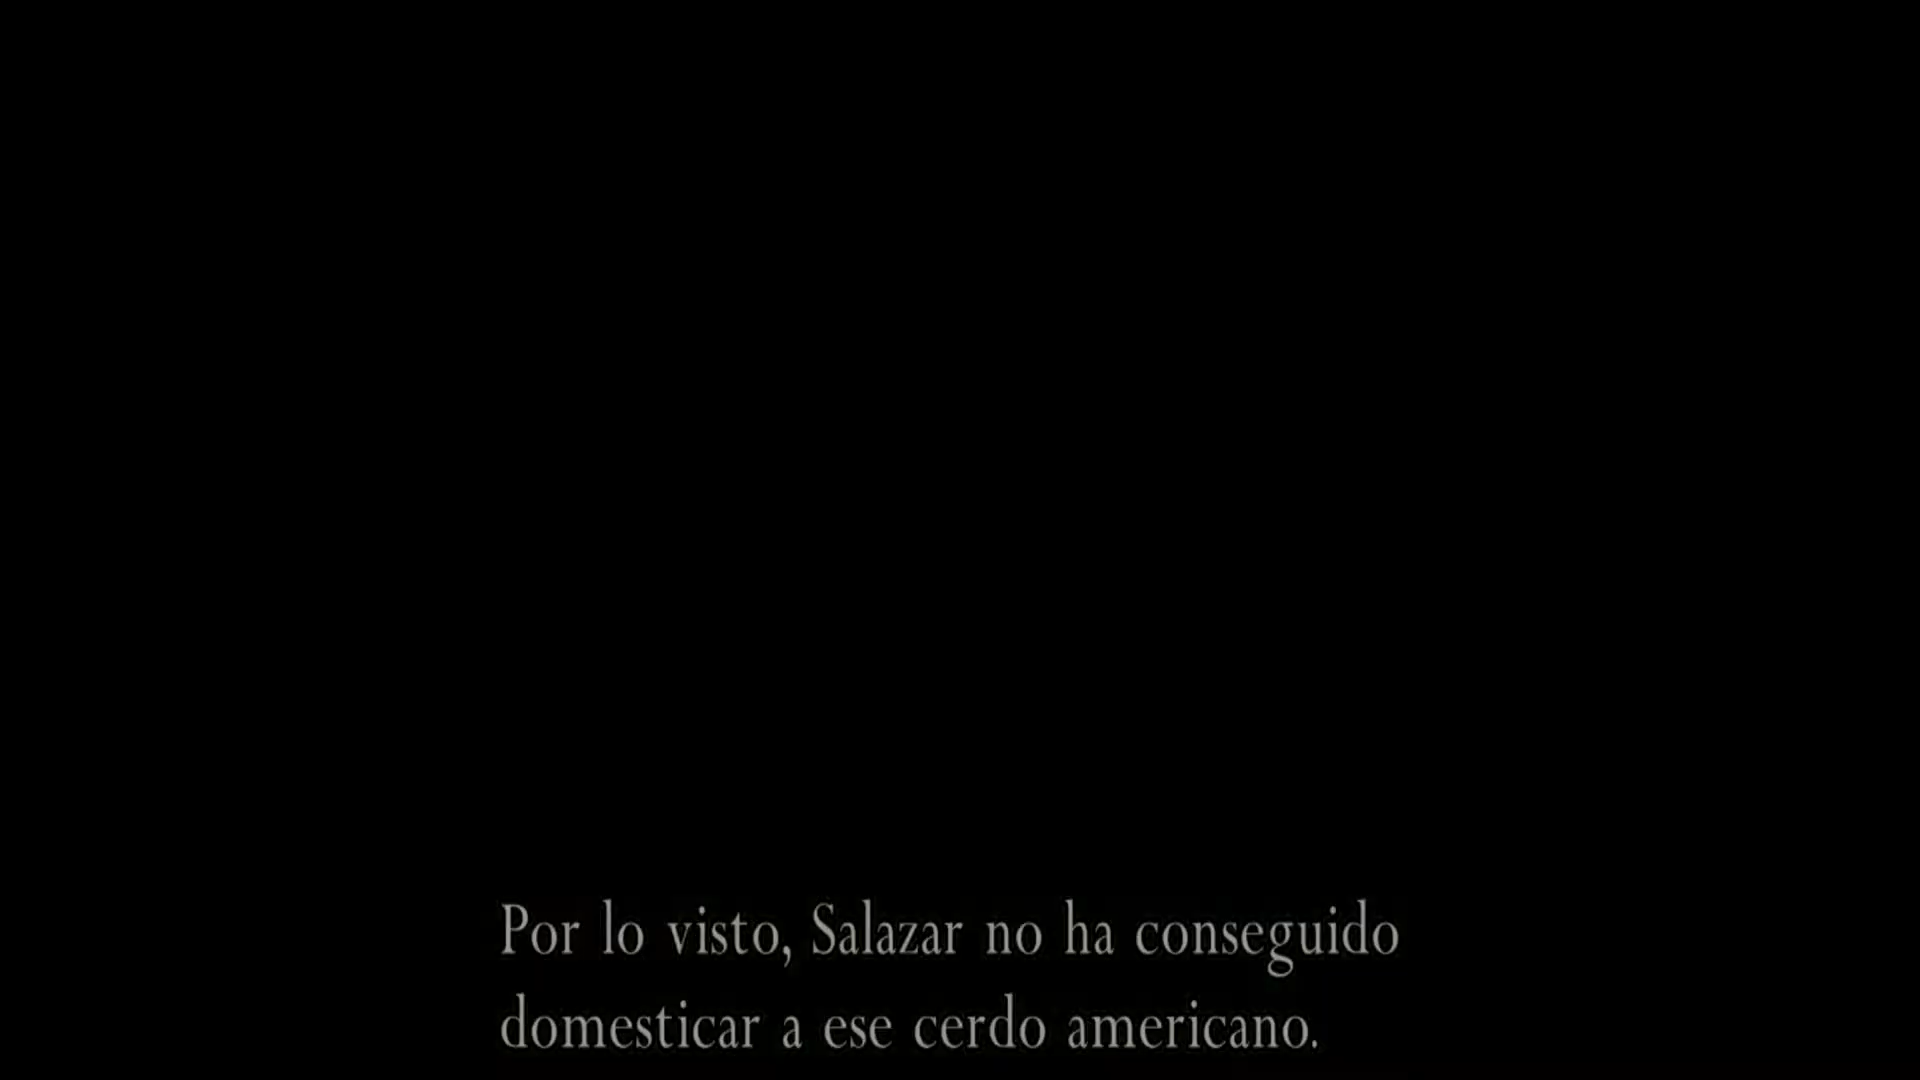 Por lo visto, Salazar no ha conseguido
domesticar a ese cerdo americano.